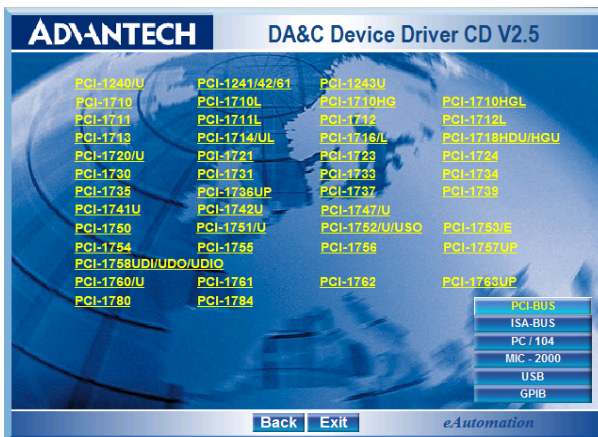 ADVANTECH DA&C Device Driver CD V2.5
PCI-1240/U PCI-1241/42/61 PCI-1243U
PCI-1710 PCI-1710L PCI-1710HG PCI-1710HGL
PCI-1711 PCI-1711L PCI-1712 PCI-1712L
PCI-1713 PCI-1714/UL PCI-1716/L PCI-1718HDU/HGU
PCI-1720/U PCI-1721 PCI-1723 PCI-1724
PCI-1730 PCI-1731 PCI-1733 PCI-1734
PCI-1735 PCI-1736UP PCI-1737 PCI-1739
PCI-1741U PCI-1742U PCI-1747/U
PCI-1750 PCI-1751/U PCI-1752/U/USO PCI-1753/E
PCI-1754 PCI-1755 PCI-1756 PCI-1757UP
PCI-1758UDI/UDO/UDIO
PCI-1760/U PCI-1761 PCI-1762 PCI-1763UP
PCI-1780 PCI-1784
PCI-BUS
ISA-BUS
PC / 104
MIC - 2000
USB
GPIB
Back Exit eAutomation